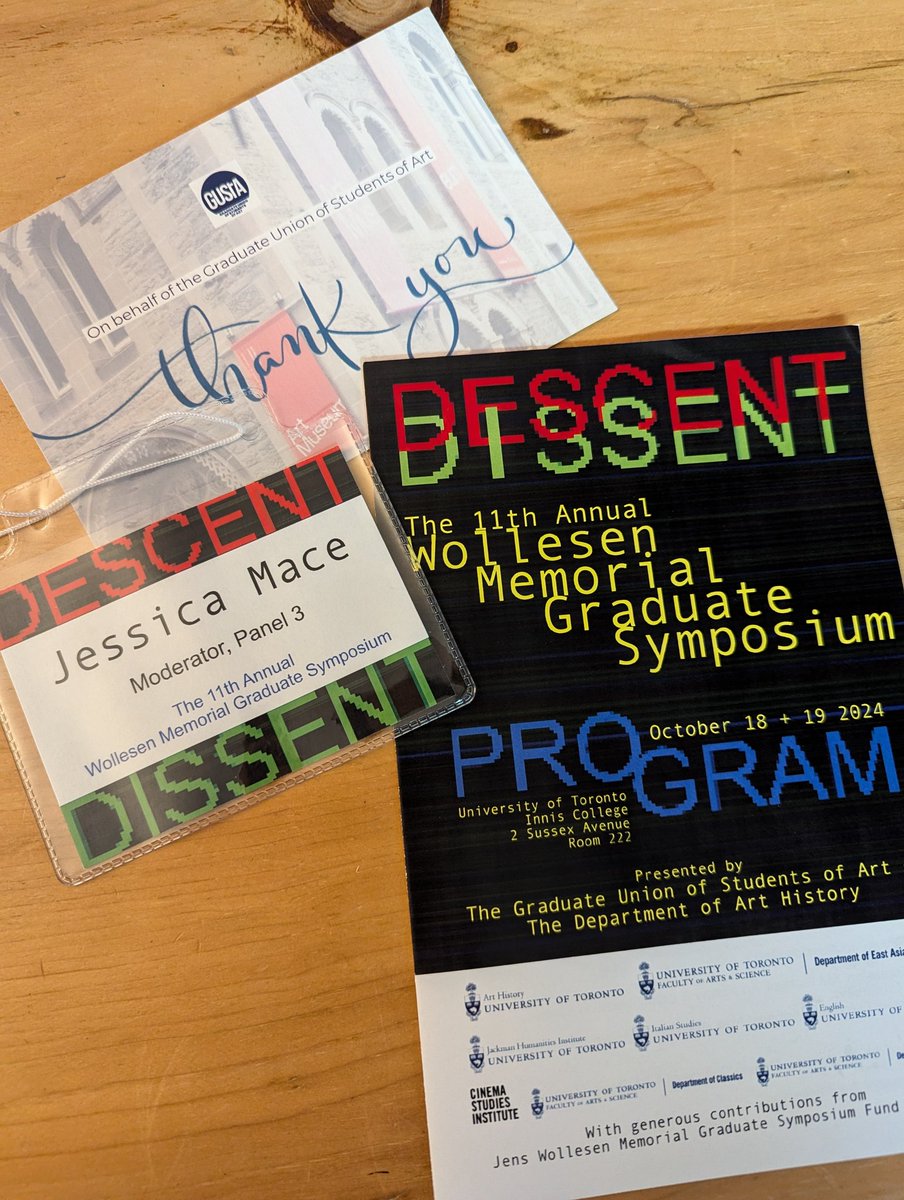 GUStA
On behalf of the Graduate Union of Students of Art
thank you
Art
Museum
DESCENT
Jessica Mace
Moderator, Panel 3
The 11th Annual
Wollesen Memorial Graduate Symposium
DISSENT
DESCENT
DISSENT
The 11th Annual
Wollesen
Memorial
Graduate
Symposium
October 18 + 19 2024
PROGRAM
University of Toronto
Innis College
2 Sussex Avenue
Room 222
Presented by
The Graduate Union of Students of Art
The Department of Art History
Art History
UNIVERSITY OF TORONTO
UNIVERSITY OF TORONTO
FACULTY OF ARTS & SCIENCE
Department of East Asia
Jackman Humanities Institute
UNIVERSITY OF TORONTO
Italian Studies
UNIVERSITY OF TORONTO
English
UNIVERSITY OF
CINEMA
STUDIES
INSTITUTE
UNIVERSITY OF TORONTO
FACULTY OF ARTS & SCIENCE
Department of Classics
UNIVERSITY OF TORONTO
FACULTY OF ARTS & SCIENCE
With generous contributions from
Jens Wollesen Memorial Graduate Symposium Fund